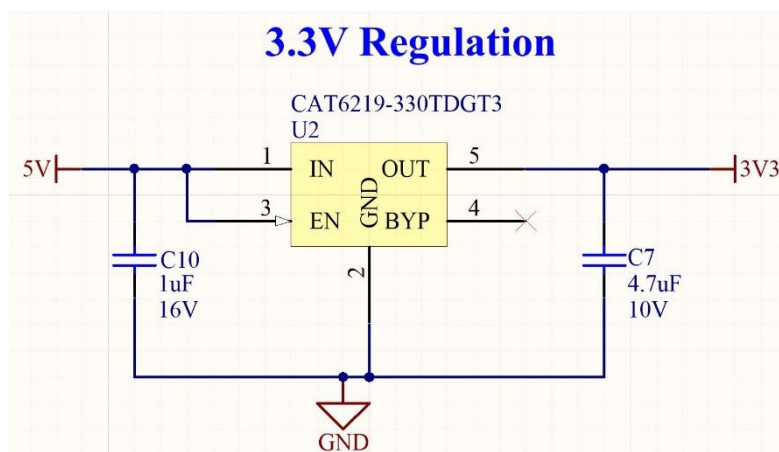 3.3V Regulation
CAT6219-330TDGT3
U2
5V
1
IN
OUT
5
3V3
3
EN
GND
BYP
4
2
C10
1uF
16V
C7
4.7uF
10V
GND